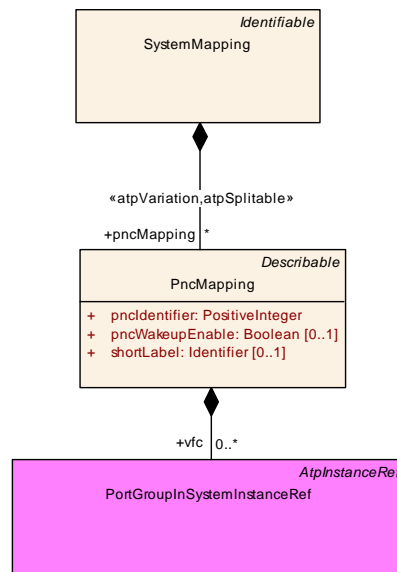 Identifiable
SystemMapping
«atpVariation,atpSplitable»
+pncMapping *
Describable
PncMapping
+ pncIdentifier: PositiveInteger
+ pncWakeupEnable: Boolean [0..1]
+ shortLabel: Identifier [0..1]
+vfc 0..*
AtpInstanceRef
PortGroupInSystemInstanceRef